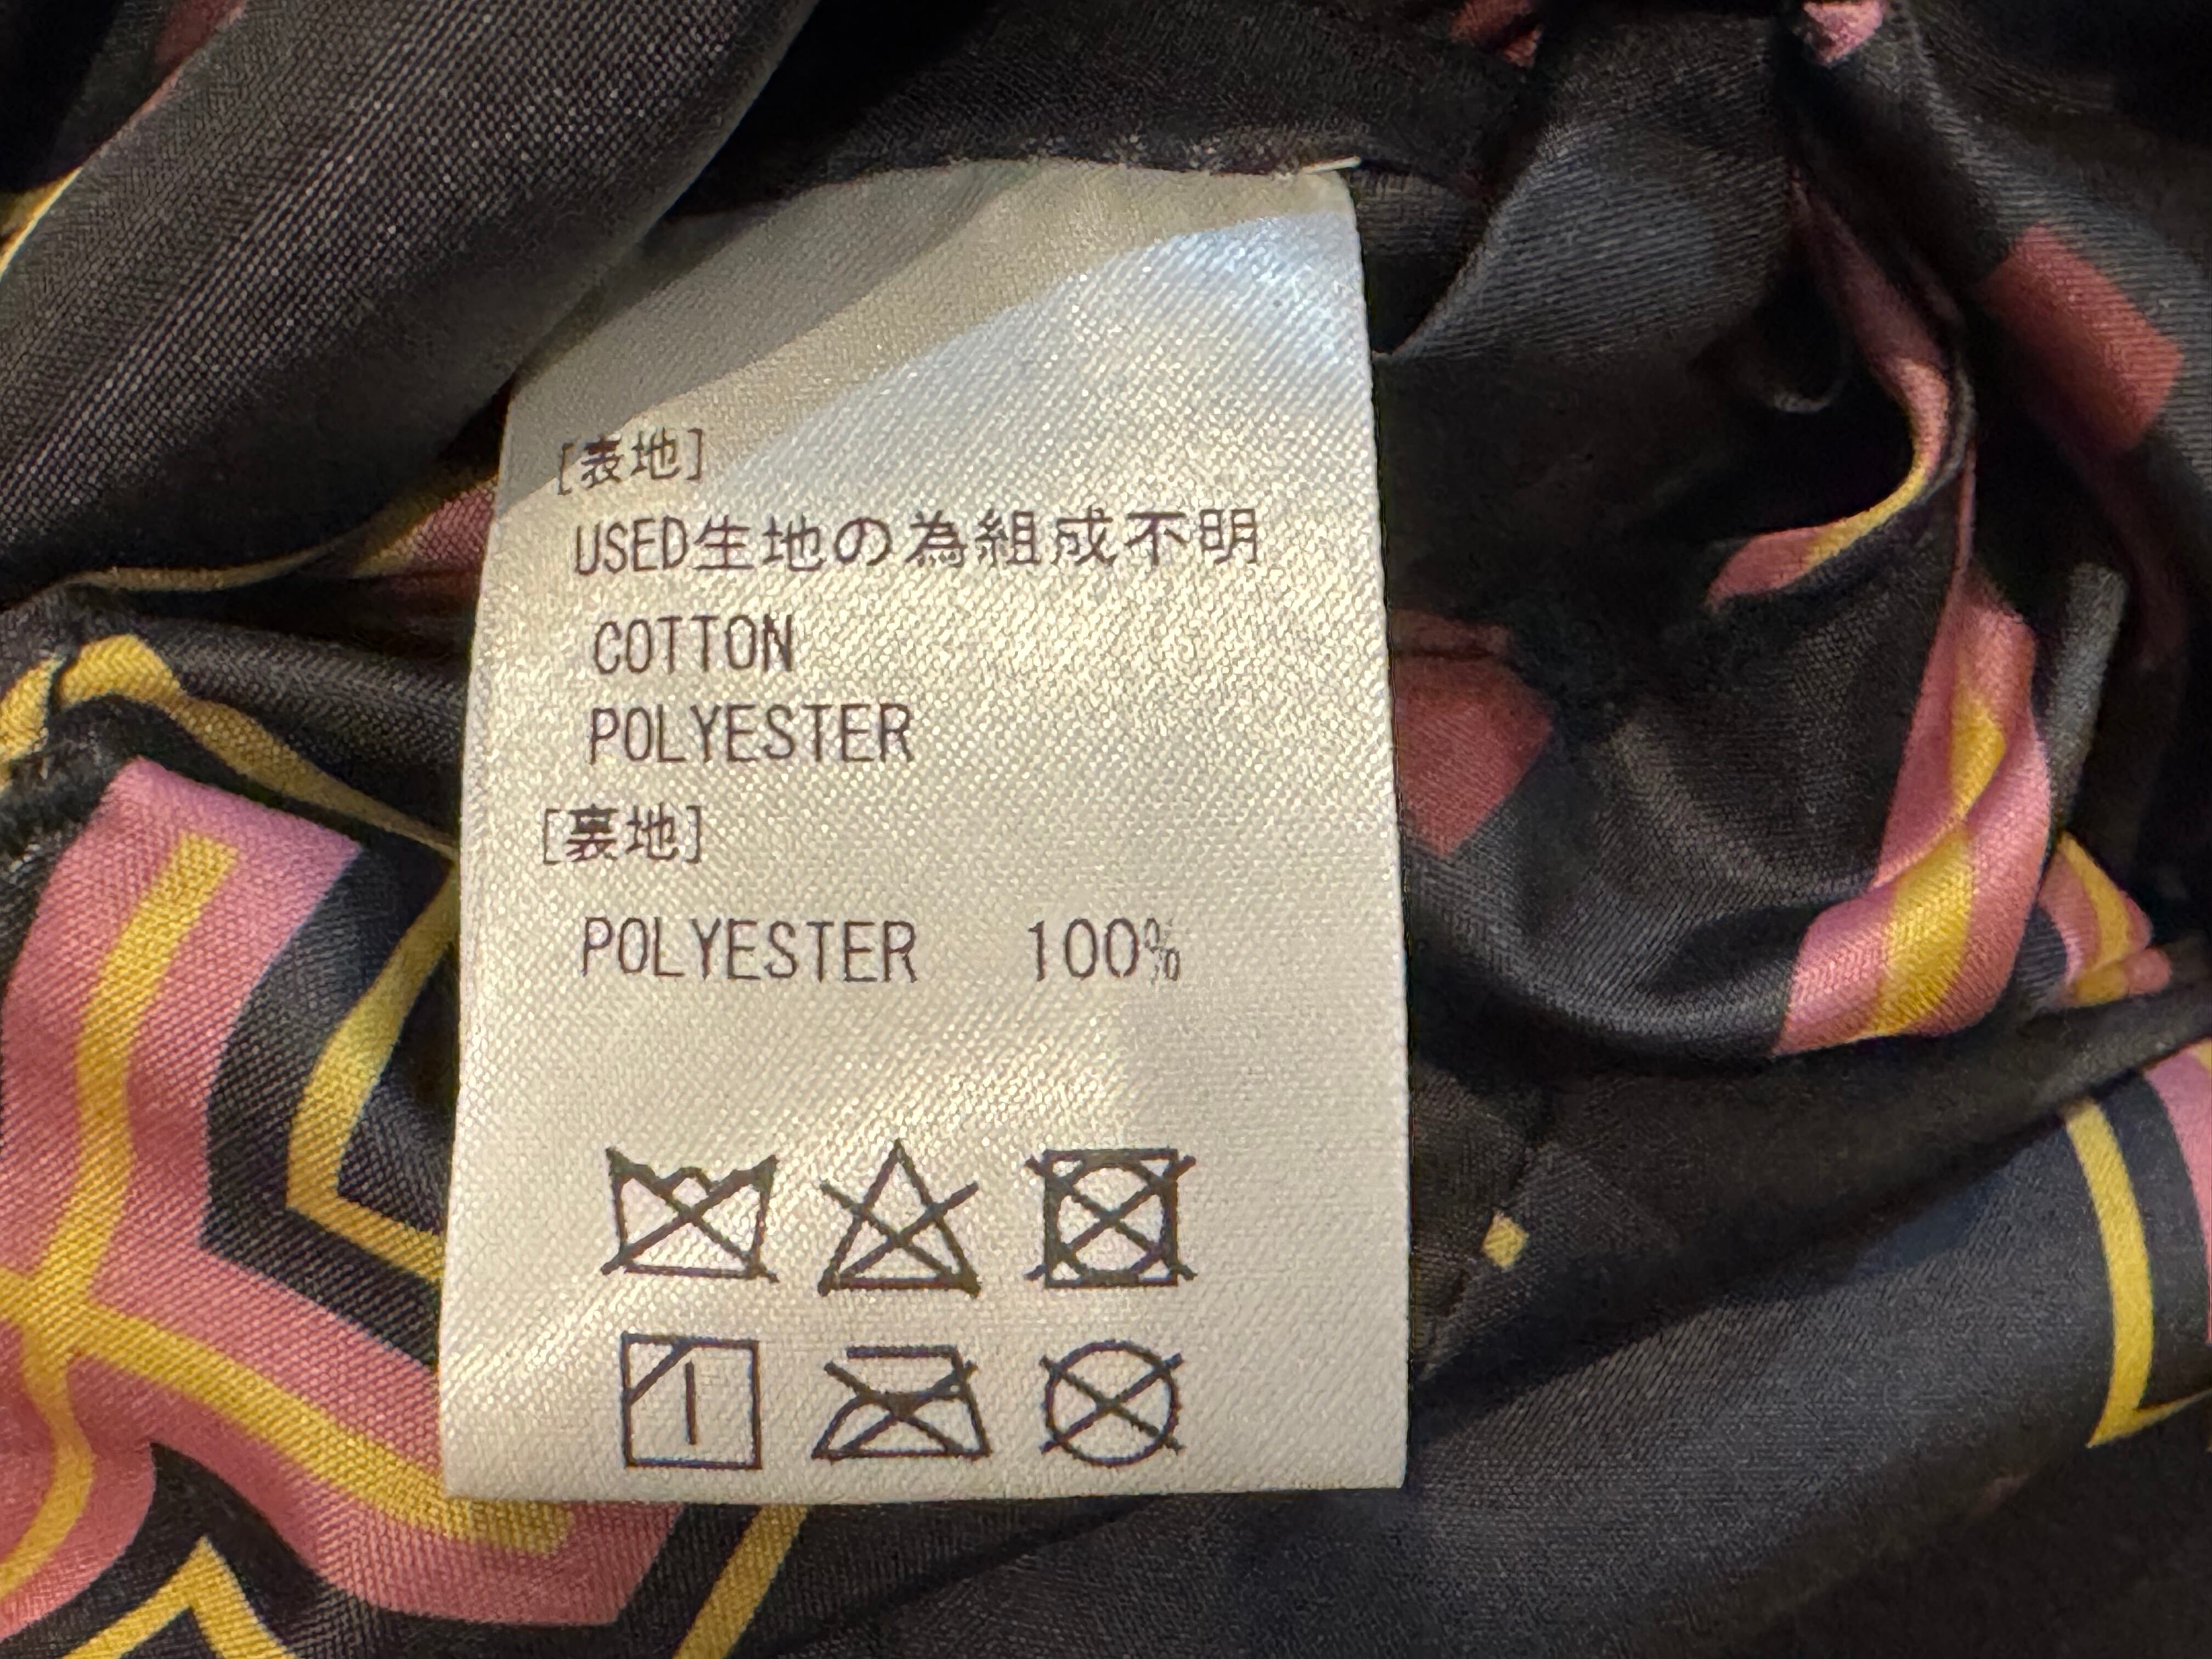 [表地]
USED生地の為組成不明
COTTON
POLYESTER
[裏地]
POLYESTER 100%